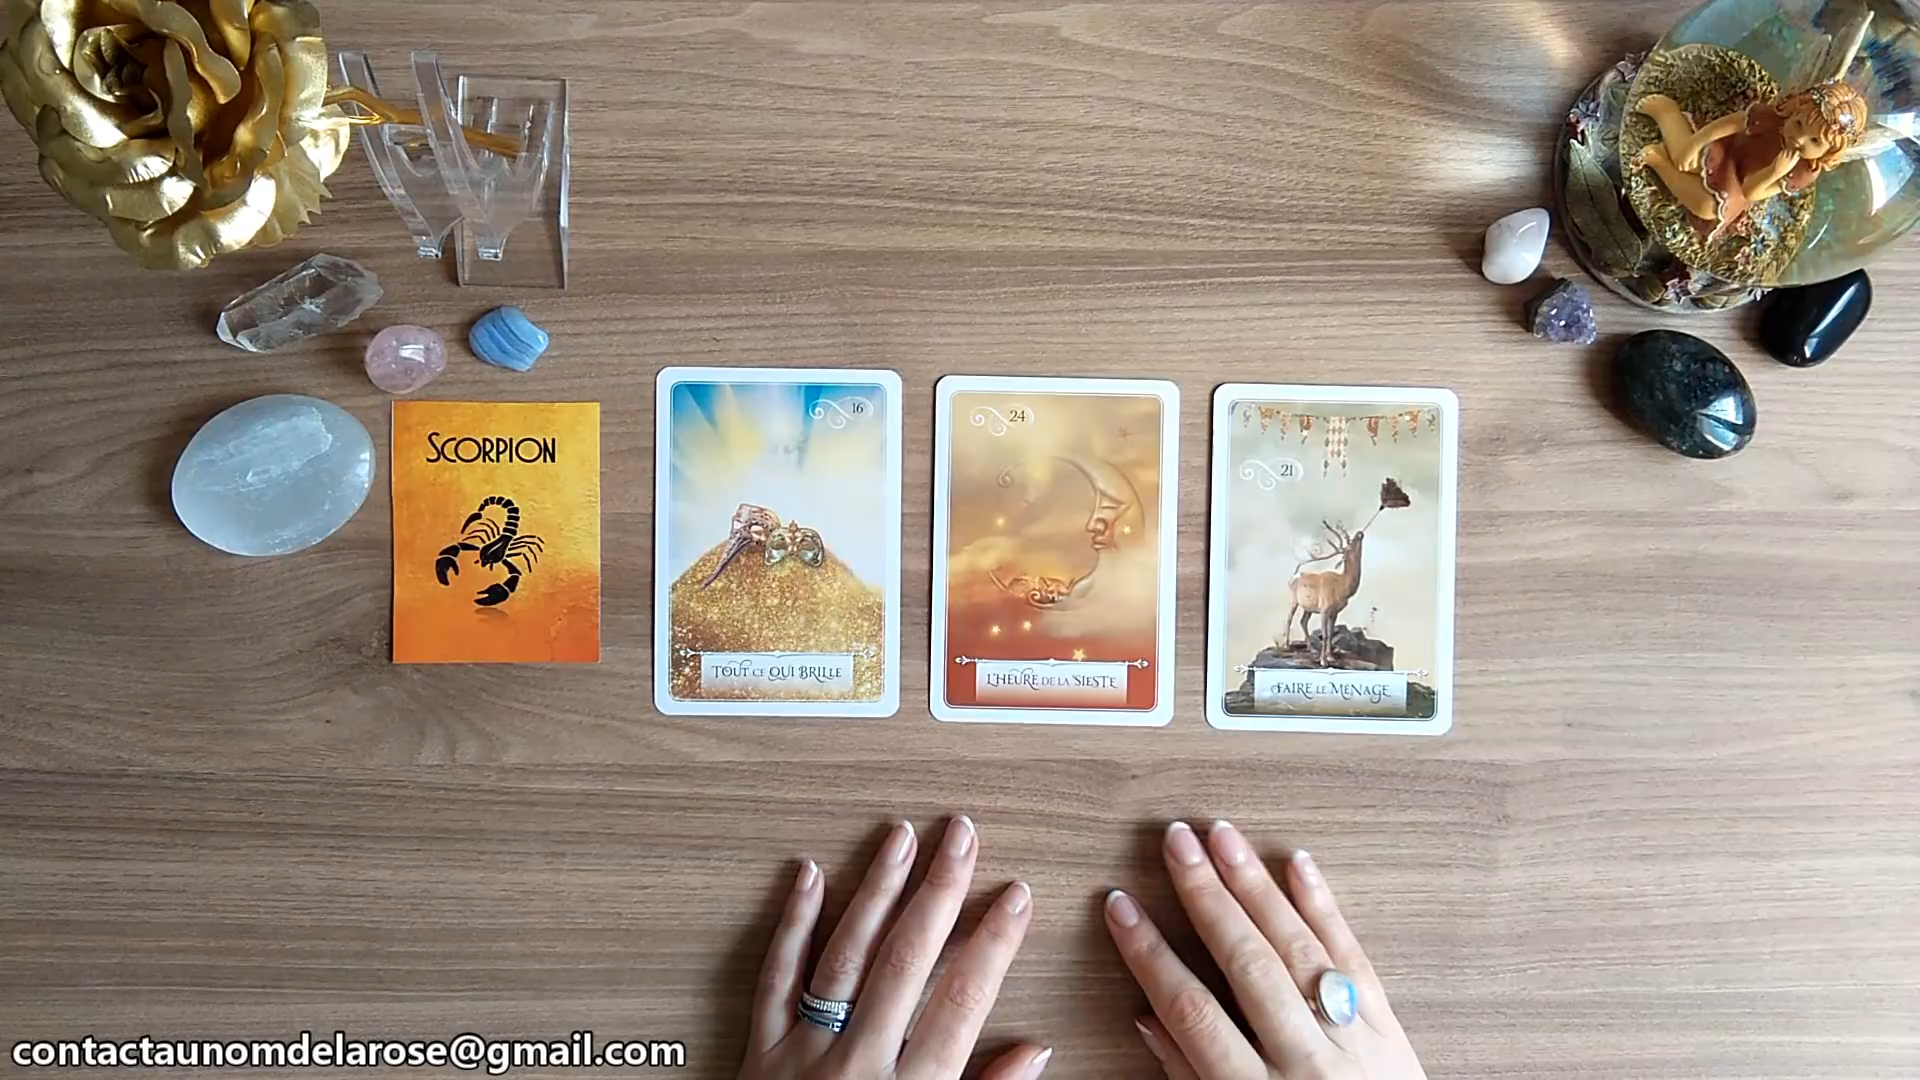 SCORPION
16
TOUT CE QUI BRILLE
24
L'HEURE DE LA SIESTE
21
FAIRE LE MÉNAGE
contactaunomdelarose@gmail.com